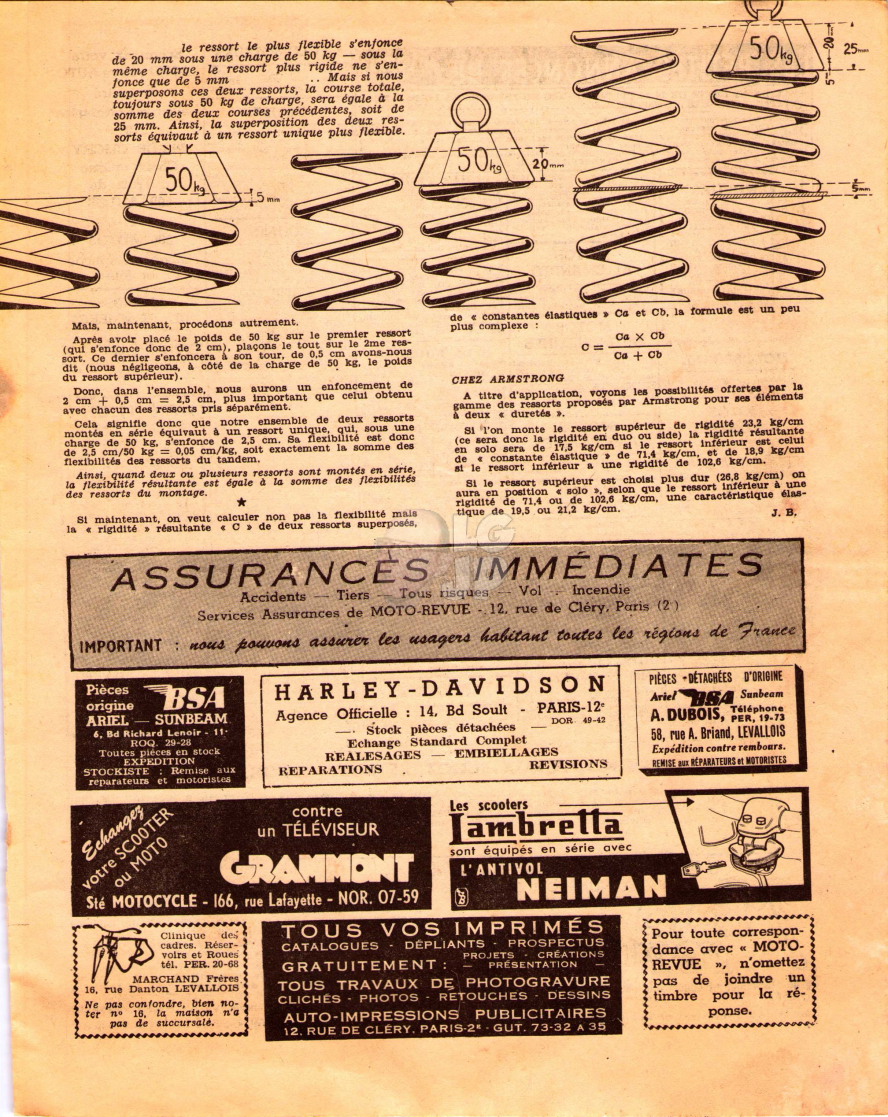 le ressort le plus flexible s'enfonce
de 20 mm sous une charge de 50 kg — sous la
même charge, le ressort plus rigide ne s'en-
fonce que de 5 mm .. Mais si nous
superposons ces deux ressorts, la course totale,
toujours sous 50 kg de charge, sera égale à la
somme des deux courses précédentes, soit de
25 mm. Ainsi, la superposition des deux res-
sorts équivaut à un ressort unique plus flexible.
50kg
5 mm
50kg
20mm
50kg
20
25mm
5
5mm
Mais, maintenant, procédons autrement.
Après avoir placé le poids de 50 kg sur le premier ressort
(qui s'enfonce donc de 2 cm), plaçons le tout sur le 2me res-
sort. Ce dernier s'enfoncera à son tour, de 0,5 cm avons-nous
dit (nous négligeons, à côté de la charge de 50 kg, le poids
du ressort supérieur).
Donc, dans l'ensemble, nous aurons un enfoncement de
2 cm + 0,5 cm = 2,5 cm, plus important que celui obtenu
avec chacun des ressorts pris séparément.
Cela signifie donc que notre ensemble de deux ressorts
montés en série équivaut à un ressort unique, qui, sous une
charge de 50 kg, s'enfonce de 2,5 cm. Sa flexibilité est donc
de 2,5 cm/50 kg = 0,05 cm/kg, soit exactement la somme des
flexibilités des ressorts du tandem.
Ainsi, quand deux ou plusieurs ressorts sont montés en série,
la flexibilité résultante est égale à la somme des flexibilités
des ressorts du montage.
★
Si maintenant, on veut calculer non pas la flexibilité mais
la « rigidité » résultante « C » de deux ressorts superposés,
de « constantes élastiques » Ca et Cb, la formule est un peu
plus complexe :
C = Ca × Cb / Ca + Cb
CHEZ ARMSTRONG
A titre d'application, voyons les possibilités offertes par la
gamme des ressorts proposés par Armstrong pour ses éléments
à deux « duretés ».
Si l'on monte le ressort supérieur de rigidité 23,2 kg/cm
(ce sera donc la rigidité en duo ou side) la rigidité résultante
en solo sera de 17,5 kg/cm si le ressort inférieur est celui
de « constante élastique » de 71,4 kg/cm, et de 18,9 kg/cm
si le ressort inférieur a une rigidité de 102,6 kg/cm.
Si le ressort supérieur est choisi plus dur (26,8 kg/cm) on
aura en position « solo », selon que le ressort inférieur à une
rigidité de 71,4 ou de 102,6 kg/cm, une caractéristique élas-
tique de 19,5 ou 21,2 kg/cm.
J. B.
ASSURANCES IMMÉDIATES
Accidents — Tiers — Tous risques — Vol — Incendie
Services Assurances de MOTO-REVUE - 12, rue de Cléry, Paris (2e)
IMPORTANT : nous pouvons assurer les usagers habitant toutes les régions de France
Pièces
origine BSA
ARIEL — SUNBEAM
6, Bd Richard Lenoir - 11e
ROQ. 29-28
Toutes pièces en stock
EXPEDITION
STOCKISTE : Remise aux
reparateurs et motoristes
HARLEY-DAVIDSON
Agence Officielle : 14, Bd Soult - PARIS-12e
DOR 49-42
— Stock pièces détachées —
Echange Standard Complet
REALESAGES — EMBIELLAGES
REPARATIONS REVISIONS
PIÈCES - DÉTACHÉES D'ORIGINE
Ariel BSA Sunbeam
A. DUBOIS, Téléphone
PER, 19-73
58, rue A. Briand, LEVALLOIS
Expédition contre rembours.
REMISE aux RÉPARATEURS et MOTORISTES
Echangez
votre SCOOTER
ou MOTO
contre
un TÉLÉVISEUR
GRAMMONT
Sté MOTOCYCLE - 166, rue Lafayette - NOR. 07-59
Les scooters
Lambretta
sont équipés en série avec
L'ANTIVOL
NEIMAN
Clinique des
cadres. Réser-
voirs et Roues
tél. PER. 20-68
MARCHAND Frères
16, rue Danton LEVALLOIS
Ne pas confondre, bien no-
ter n° 16, la maison n'a
pas de succursale.
TOUS VOS IMPRIMÉS
CATALOGUES - DÉPLIANTS - PROSPECTUS
PROJETS - CRÉATIONS
GRATUITEMENT : — PRÉSENTATION —
TOUS TRAVAUX DE PHOTOGRAVURE
CLICHÉS - PHOTOS - RETOUCHES - DESSINS
AUTO-IMPRESSIONS PUBLICITAIRES
12, RUE DE CLÉRY. PARIS-2e - GUT. 73-32 A 35
Pour toute correspon-
dance avec « MOTO-
REVUE », n'omettez
pas de joindre un
timbre pour la ré-
ponse.